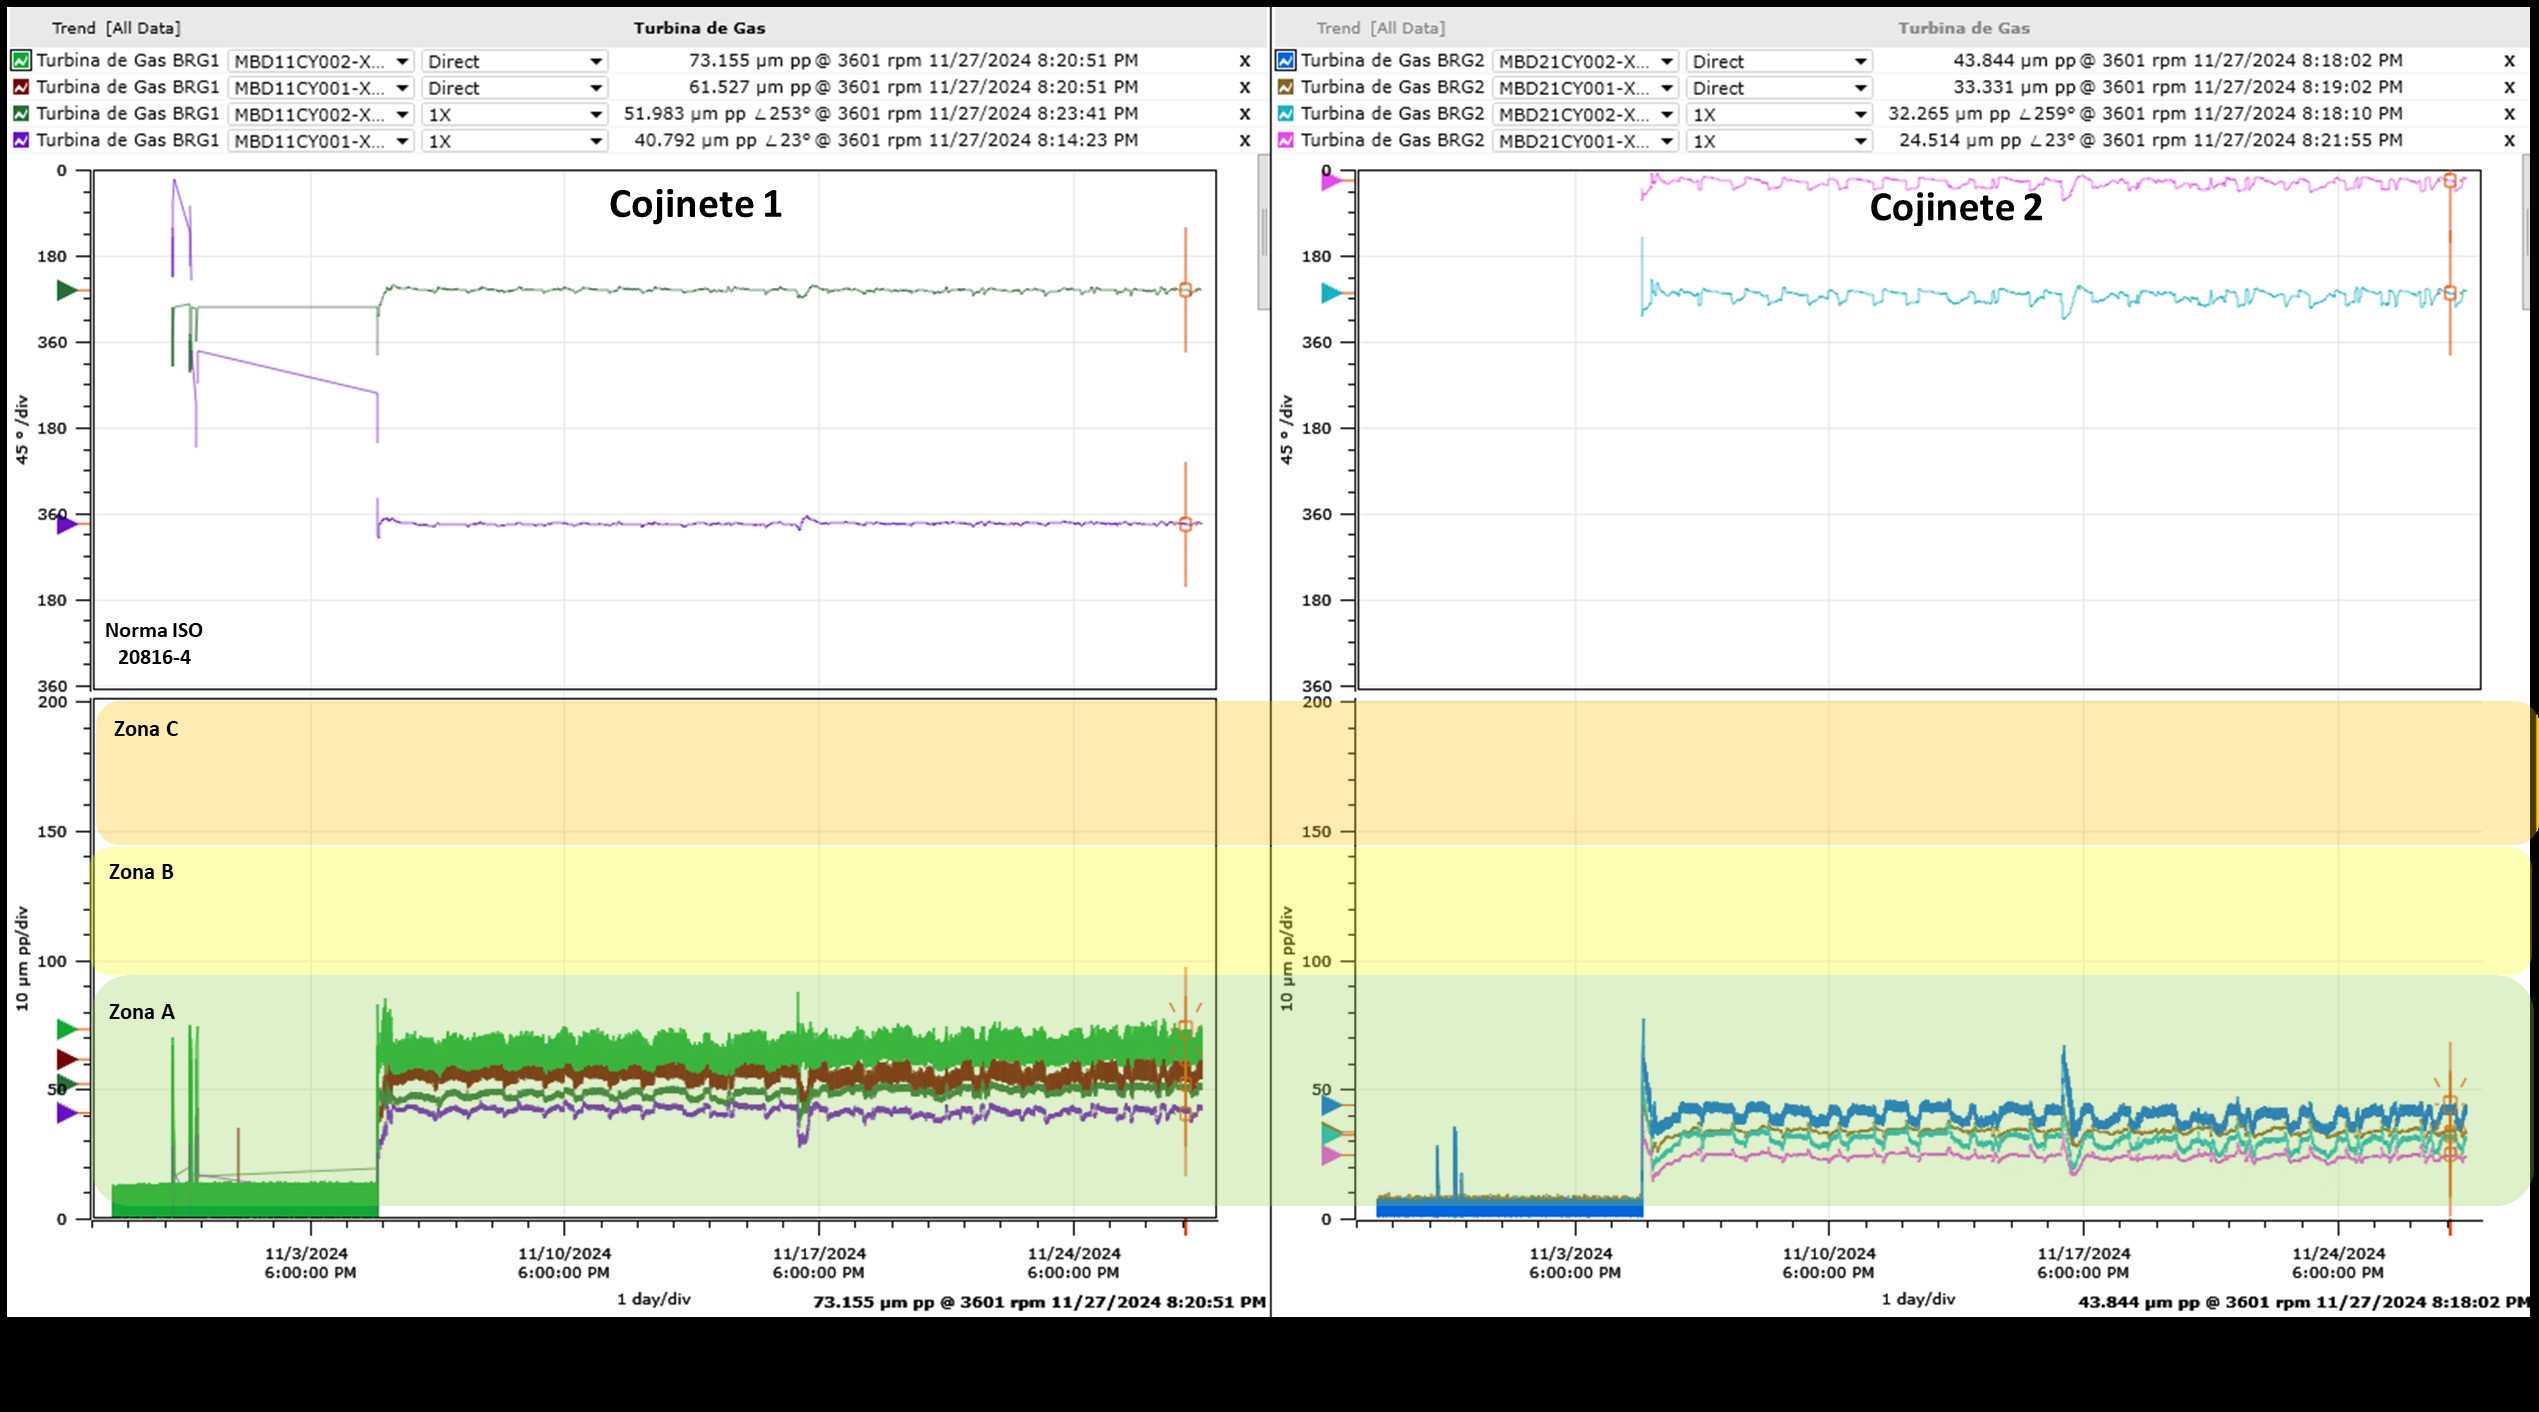 Trend [All Data] Turbina de Gas
Turbina de Gas BRG1 MBD11CY002-X... Direct 73.155 µm pp @ 3601 rpm 11/27/2024 8:20:51 PM X
Turbina de Gas BRG1 MBD11CY001-X... Direct 61.527 µm pp @ 3601 rpm 11/27/2024 8:20:51 PM X
Turbina de Gas BRG1 MBD11CY002-X... 1X 51.983 µm pp ∠253° @ 3601 rpm 11/27/2024 8:23:41 PM X
Turbina de Gas BRG1 MBD11CY001-X... 1X 40.792 µm pp ∠23° @ 3601 rpm 11/27/2024 8:14:23 PM X
Cojinete 1
0
180
360
180
360
180
360
45 ° /div
Norma ISO
20816-4
200
150
100
50
0
10 µm pp/div
Zona C
Zona B
Zona A
11/3/2024 11/10/2024 11/17/2024 11/24/2024
6:00:00 PM 6:00:00 PM 6:00:00 PM 6:00:00 PM
1 day/div 73.155 µm pp @ 3601 rpm 11/27/2024 8:20:51 PM
Trend [All Data] Turbina de Gas
Turbina de Gas BRG2 MBD21CY002-X... Direct 43.844 µm pp @ 3601 rpm 11/27/2024 8:18:02 PM X
Turbina de Gas BRG2 MBD21CY001-X... Direct 33.331 µm pp @ 3601 rpm 11/27/2024 8:19:02 PM X
Turbina de Gas BRG2 MBD21CY002-X... 1X 32.265 µm pp ∠259° @ 3601 rpm 11/27/2024 8:18:10 PM X
Turbina de Gas BRG2 MBD21CY001-X... 1X 24.514 µm pp ∠23° @ 3601 rpm 11/27/2024 8:21:55 PM X
Cojinete 2
0
180
360
180
360
180
360
45 ° /div
200
150
100
50
0
10 µm pp/div
11/3/2024 11/10/2024 11/17/2024 11/24/2024
6:00:00 PM 6:00:00 PM 6:00:00 PM 6:00:00 PM
1 day/div 43.844 µm pp @ 3601 rpm 11/27/2024 8:18:02 PM